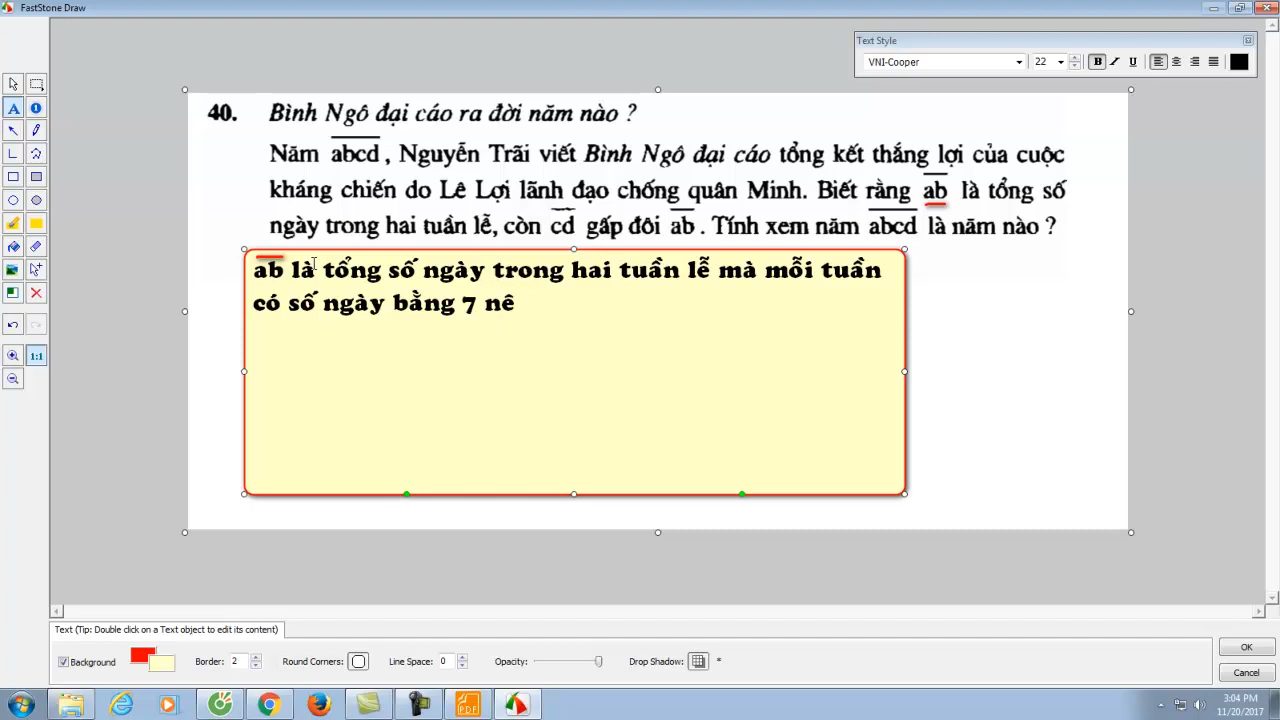 FastStone Draw
Text Style
VNI-Cooper
22
B I U
A
40. Bình Ngô đại cáo ra đời năm nào ?
Năm abcd, Nguyễn Trãi viết Bình Ngô đại cáo tổng kết thắng lợi của cuộc
kháng chiến do Lê Lợi lãnh đạo chống quân Minh. Biết rằng ab là tổng số
ngày trong hai tuần lễ, còn cd gấp đôi ab. Tính xem năm abcd là năm nào ?
ab là tổng số ngày trong hai tuần lễ mà mỗi tuần
có số ngày bằng 7 nê
1:1
Text (Tip: Double click on a Text object to edit its content)
Background
Border: 2
Round Corners:
Line Space: 0
Opacity:
Drop Shadow:
*
OK
Cancel
PDF
3:04 PM
11/20/2017